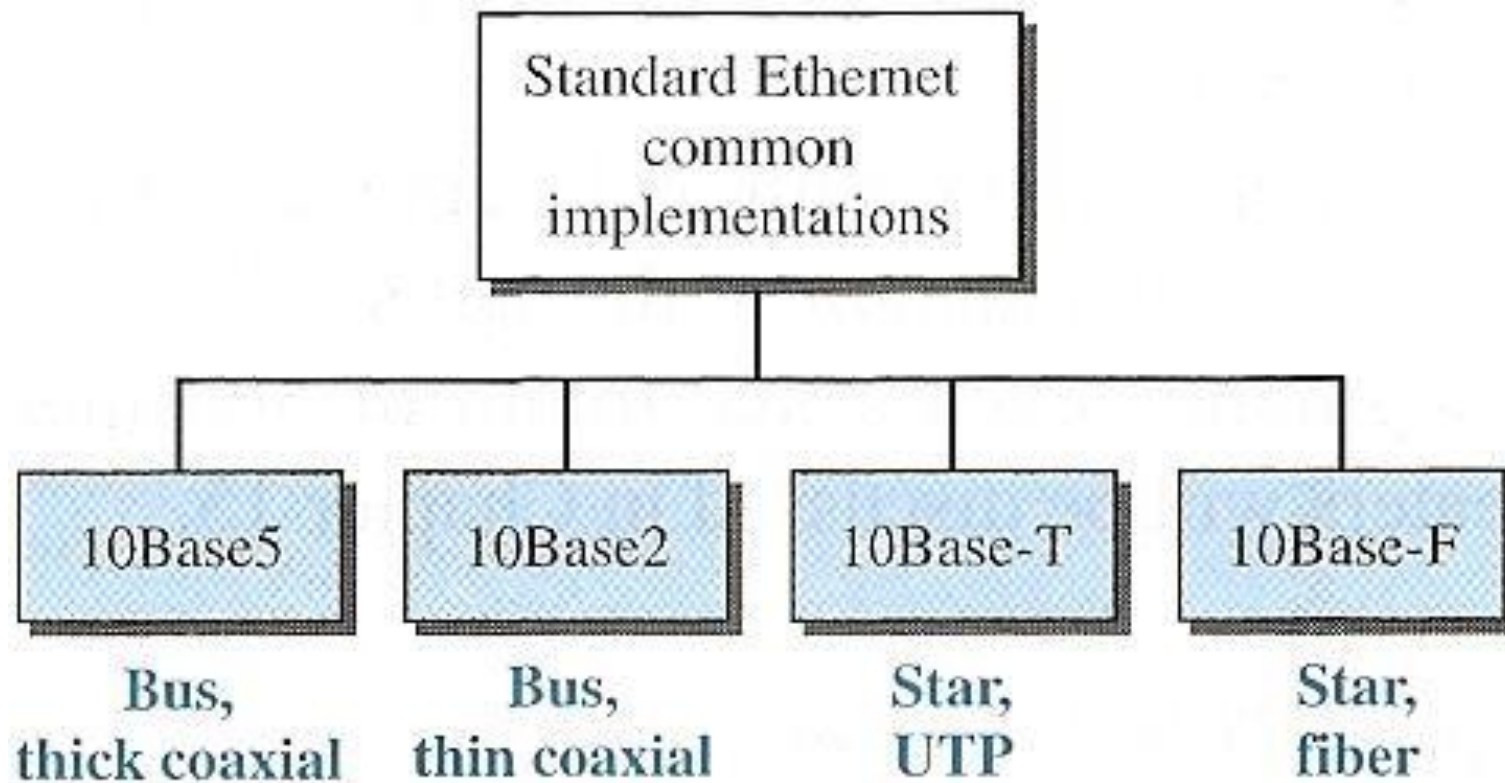 Standard Ethernet
common
implementations
10Base5
10Base2
10Base-T
10Base-F
Bus,
thick coaxial
Bus,
thin coaxial
Star,
UTP
Star,
fiber